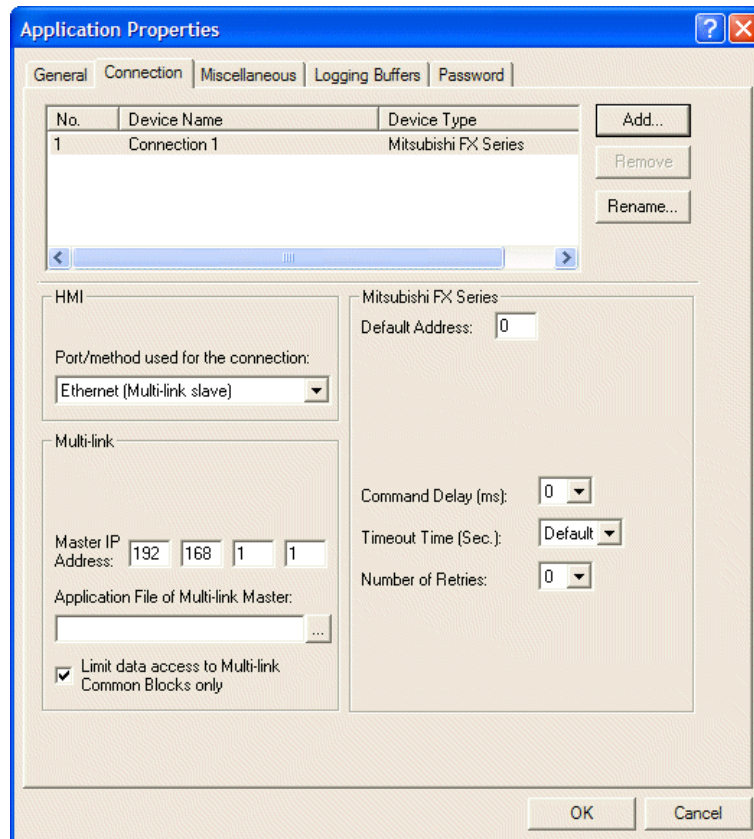 Application Properties
General Connection Miscellaneous Logging Buffers Password
No. Device Name Device Type
1 Connection 1 Mitsubishi FX Series
Add...
Remove
Rename...
HMI
Port/method used for the connection:
Ethernet (Multi-link slave)
Multi-link
Master IP
Address: 192 168 1 1
Application File of Multi-link Master:
...
Limit data access to Multi-link
Common Blocks only
Mitsubishi FX Series
Default Address: 0
Command Delay (ms): 0
Timeout Time (Sec.): Default
Number of Retries: 0
OK Cancel